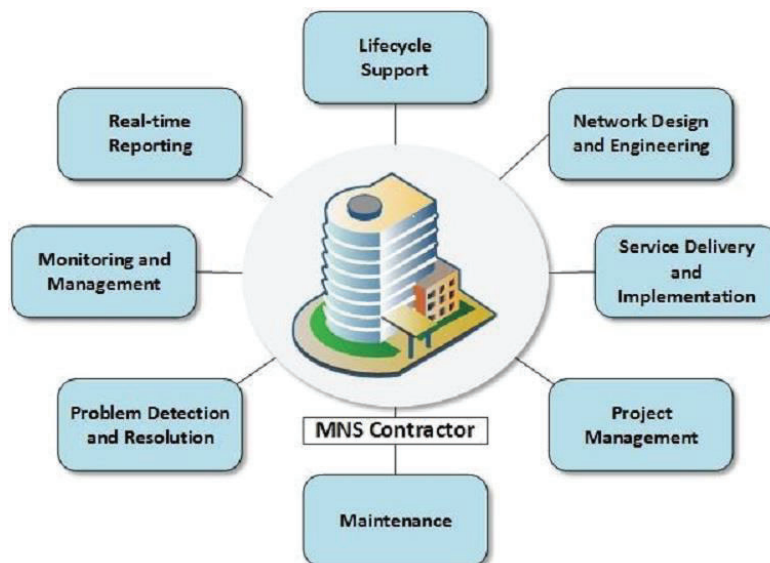 Lifecycle
Support
Real-time
Reporting
Network Design
and Engineering
Monitoring and
Management
Service Delivery
and
Implementation
Problem Detection
and Resolution
MNS Contractor
Project
Management
Maintenance